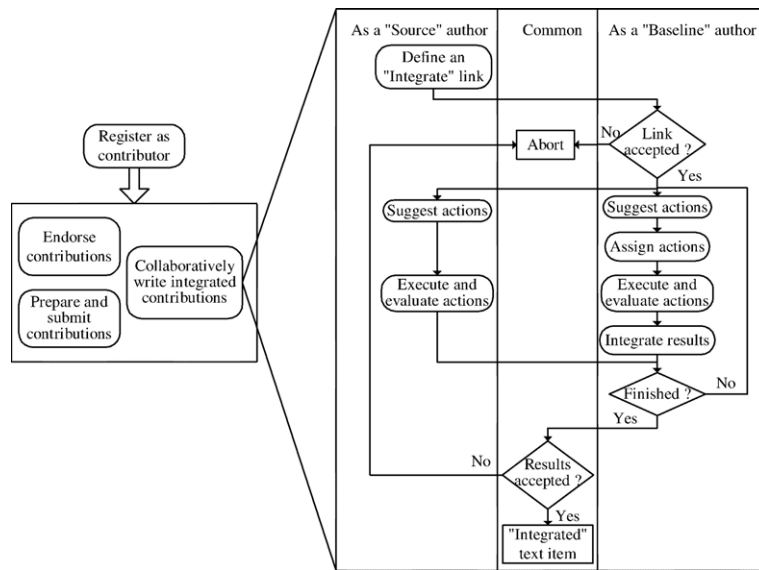 As a "Source" author
Common
As a "Baseline" author
Define an
"Integrate" link
Register as
contributor
Abort
No
Link
accepted ?
Yes
Endorse
contributions
Collaboratively
write integrated
contributions
Prepare and
submit
contributions
Suggest actions
Suggest actions
Assign actions
Execute and
evaluate actions
Execute and
evaluate actions
Integrate results
Finished ?
No
Yes
No
Results
accepted ?
Yes
"Integrated"
text item